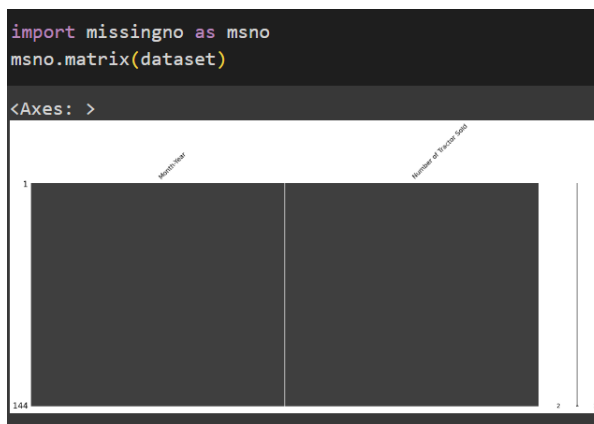 import missingno as msno
msno.matrix(dataset)
<Axes: >
Month-Year
Number of Tractor Sold
1
144
2